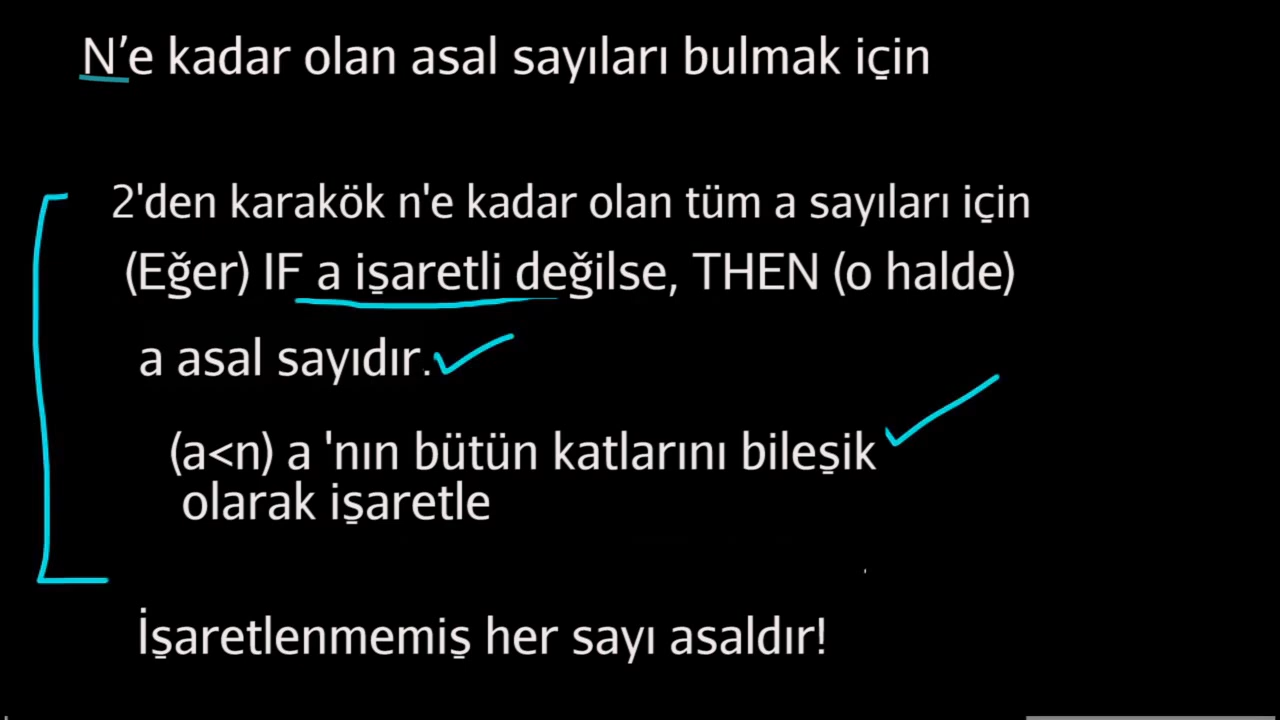 N’e kadar olan asal sayıları bulmak için
2'den karakök n'e kadar olan tüm a sayıları için
(Eğer) IF a işaretli değilse, THEN (o halde)
a asal sayıdır.
(a<n) a 'nın bütün katlarını bileşik
olarak işaretle
İşaretlenmemiş her sayı asaldır!